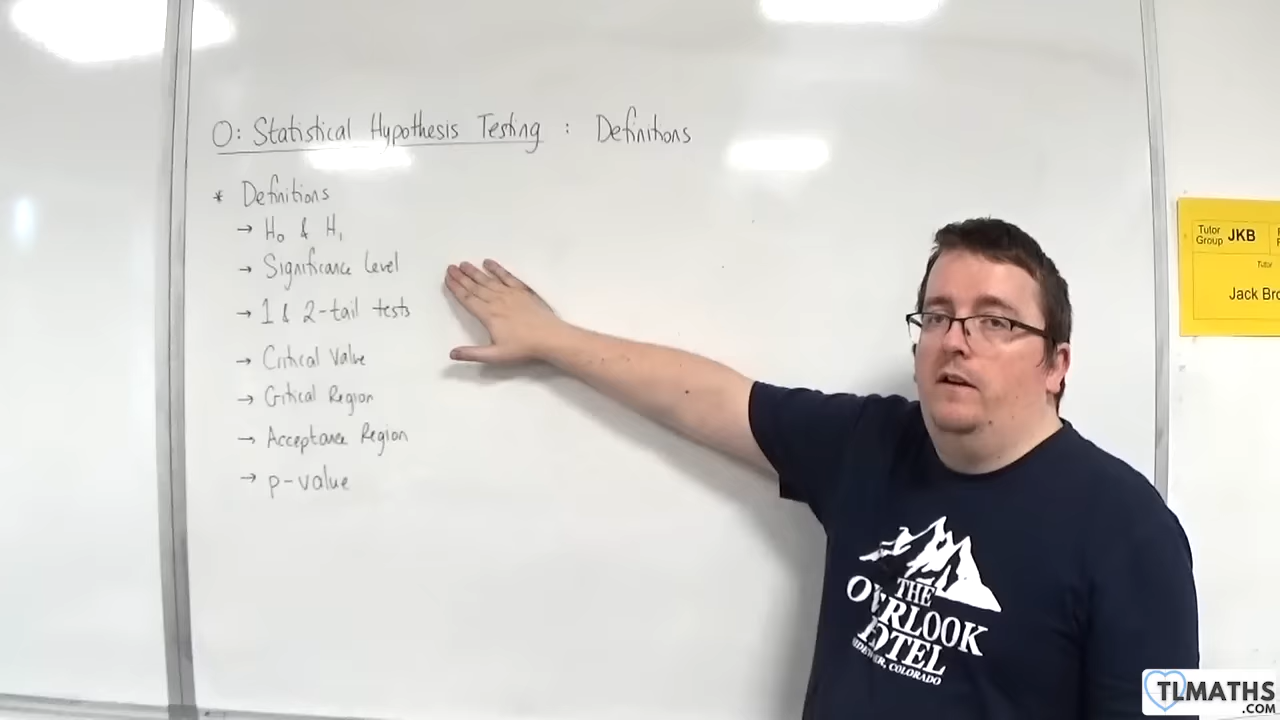 O: Statistical Hypothesis Testing : Definitions
* Definitions
→ H₀ & H₁
→ Significance Level
→ 1 & 2-tail tests
→ Critical Value
→ Critical Region
→ Acceptance Region
→ p-value
Tutor
Group JKB
Tutor
Jack Bro
THE
OVERLOOK
HOTEL
COLORADO
TLMATHS
.COM